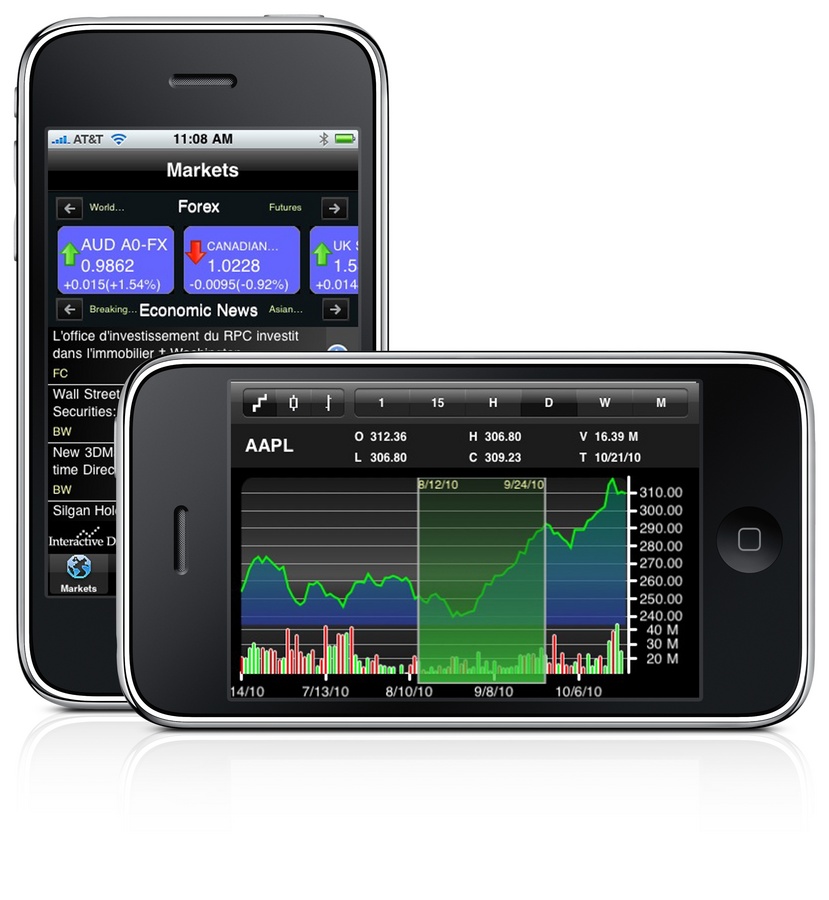 AT&T 11:08 AM
Markets
World... Forex Futures
AUD A0-FX
0.9862
+0.015(+1.54%)
CANADIAN...
1.0228
-0.0095(-0.92%)
UK
1.5
+0.014
Breaking... Economic News Asian...
L'office d'investissement du RPC investit
dans l'immobilier
FC
Wall Street
Securities:
BW
New 3DM
time Direc
BW
Silgan Hol
Interactive D
Markets
1 15 H D W M
AAPL
O 312.36 H 306.80 V 16.39 M
L 306.80 C 309.23 T 10/21/10
8/12/10 9/24/10
310.00
300.00
290.00
280.00
270.00
260.00
250.00
240.00
40 M
30 M
20 M
14/10 7/13/10 8/10/10 9/8/10 10/6/10